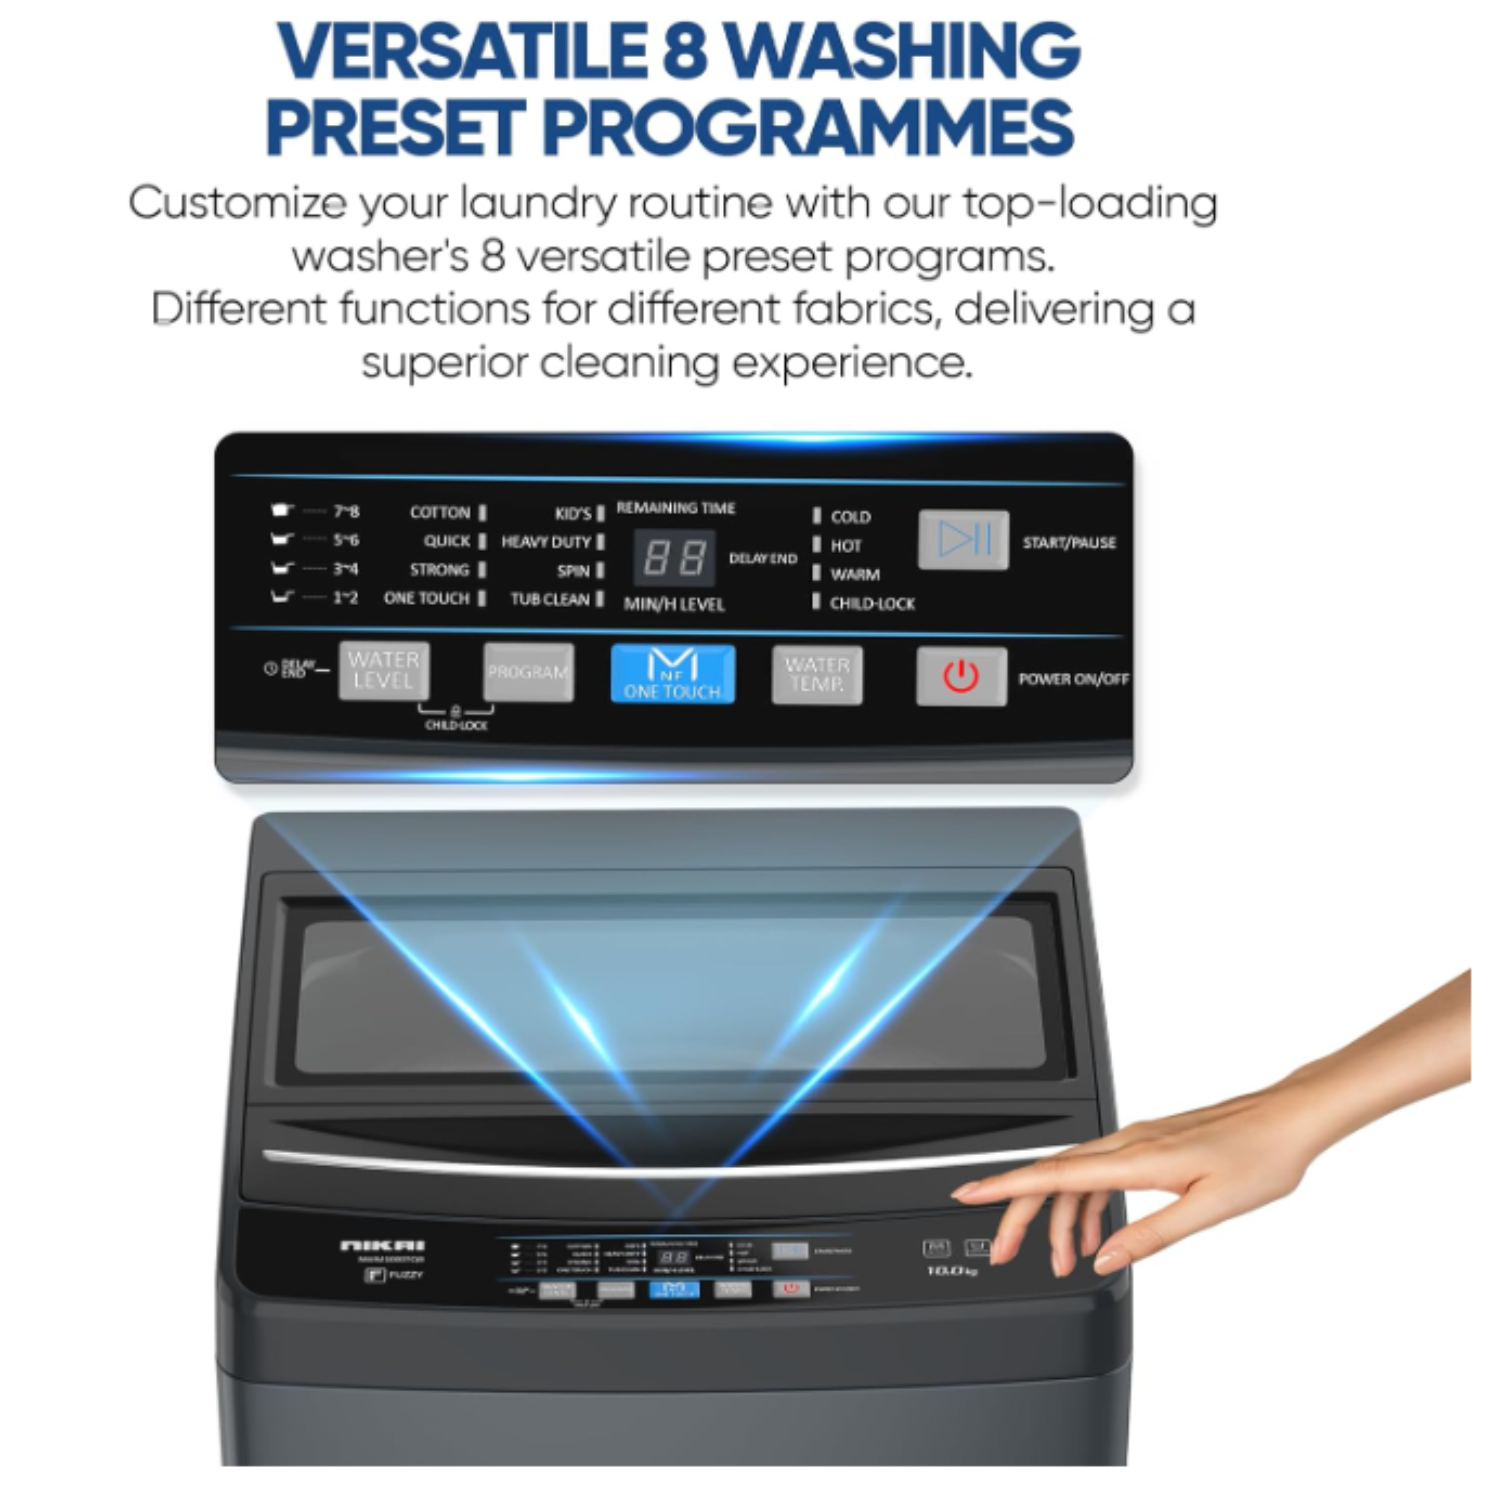 VERSATILE 8 WASHING
PRESET PROGRAMMES
Customize your laundry routine with our top-loading
washer's 8 versatile preset programs.
Different functions for different fabrics, delivering a
superior cleaning experience.
7~8 COTTON KID'S REMAINING TIME COLD
5~6 QUICK HEAVY DUTY 88 DELAY END HOT START/PAUSE
3~4 STRONG SPIN WARM
1~2 ONE TOUCH TUB CLEAN MIN/H LEVEL CHILD-LOCK
DELAY END WATER LEVEL PROGRAM NF ONE TOUCH WATER TEMP. POWER ON/OFF
CHILD-LOCK
NIKAI
FUZZY
10.0kg